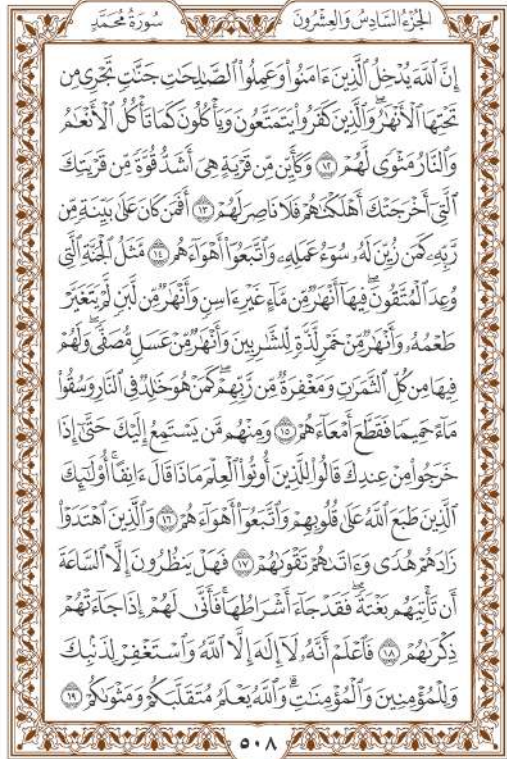 الجُزْءُ السَّادِسُ وَالعِشْرُونَ سُورَةُ مُحَمَّدٍ
إِنَّ ٱللَّهَ يُدْخِلُ ٱلَّذِينَ ءَامَنُوا۟ وَعَمِلُوا۟ ٱلصَّـٰلِحَـٰتِ جَنَّـٰتٍ تَجْرِى مِن
تَحْتِهَا ٱلْأَنْهَـٰرُ ۖ وَٱلَّذِينَ كَفَرُوا۟ يَتَمَتَّعُونَ وَيَأْكُلُونَ كَمَا تَأْكُلُ ٱلْأَنْعَـٰمُ
وَٱلنَّارُ مَثْوًى لَّهُمْ ١٢ وَكَأَيِّن مِّن قَرْيَةٍ هِىَ أَشَدُّ قُوَّةً مِّن قَرْيَتِكَ
ٱلَّتِىٓ أَخْرَجَتْكَ أَهْلَكْنَـٰهُمْ فَلَا نَاصِرَ لَهُمْ ١٣ أَفَمَن كَانَ عَلَىٰ بَيِّنَةٍ مِّن
رَّبِّهِۦ كَمَن زُيِّنَ لَهُۥ سُوٓءُ عَمَلِهِۦ وَٱتَّبَعُوٓا۟ أَهْوَآءَهُم ١٤ مَّثَلُ ٱلْجَنَّةِ ٱلَّتِى
وُعِدَ ٱلْمُتَّقُونَ ۖ فِيهَآ أَنْهَـٰرٌ مِّن مَّآءٍ غَيْرِ ءَاسِنٍ وَأَنْهَـٰرٌ مِّن لَّبَنٍ لَّمْ يَتَغَيَّرْ
طَعْمُهُۥ وَأَنْهَـٰرٌ مِّنْ خَمْرٍ لَّذَّةٍ لِّلشَّـٰرِبِينَ وَأَنْهَـٰرٌ مِّنْ عَسَلٍ مُّصَفًّى ۖ وَلَهُمْ
فِيهَا مِن كُلِّ ٱلثَّمَرَٰتِ وَمَغْفِرَةٌ مِّن رَّبِّهِمْ ۖ كَمَنْ هُوَ خَـٰلِدٌ فِى ٱلنَّارِ وَسُقُوا۟
مَآءً حَمِيمًا فَقَطَّعَ أَمْعَآءَهُمْ ١٥ وَمِنْهُم مَّن يَسْتَمِعُ إِلَيْكَ حَتَّىٰٓ إِذَا
خَرَجُوا۟ مِنْ عِندِكَ قَالُوا۟ لِلَّذِينَ أُوتُوا۟ ٱلْعِلْمَ مَاذَا قَالَ ءَانِفًا ۚ أُو۟لَـٰٓئِكَ
ٱلَّذِينَ طَبَعَ ٱللَّهُ عَلَىٰ قُلُوبِهِمْ وَٱتَّبَعُوٓا۟ أَهْوَآءَهُمْ ١٦ وَٱلَّذِينَ ٱهْتَدَوْا۟
زَادَهُمْ هُدًى وَءَاتَىٰهُمْ تَقْوَىٰهُمْ ١٧ فَهَلْ يَنظُرُونَ إِلَّا ٱلسَّاعَةَ
أَن تَأْتِيَهُم بَغْتَةً ۖ فَقَدْ جَآءَ أَشْرَاطُهَا ۚ فَأَنَّىٰ لَهُمْ إِذَا جَآءَتْهُمْ
ذِكْرَىٰهُمْ ١٨ فَٱعْلَمْ أَنَّهُۥ لَآ إِلَـٰهَ إِلَّا ٱللَّهُ وَٱسْتَغْفِرْ لِذَنۢبِكَ
وَلِلْمُؤْمِنِينَ وَٱلْمُؤْمِنَـٰتِ ۗ وَٱللَّهُ يَعْلَمُ مُتَقَلَّبَكُمْ وَمَثْوَىٰكُمْ ١٩
٥٠٨